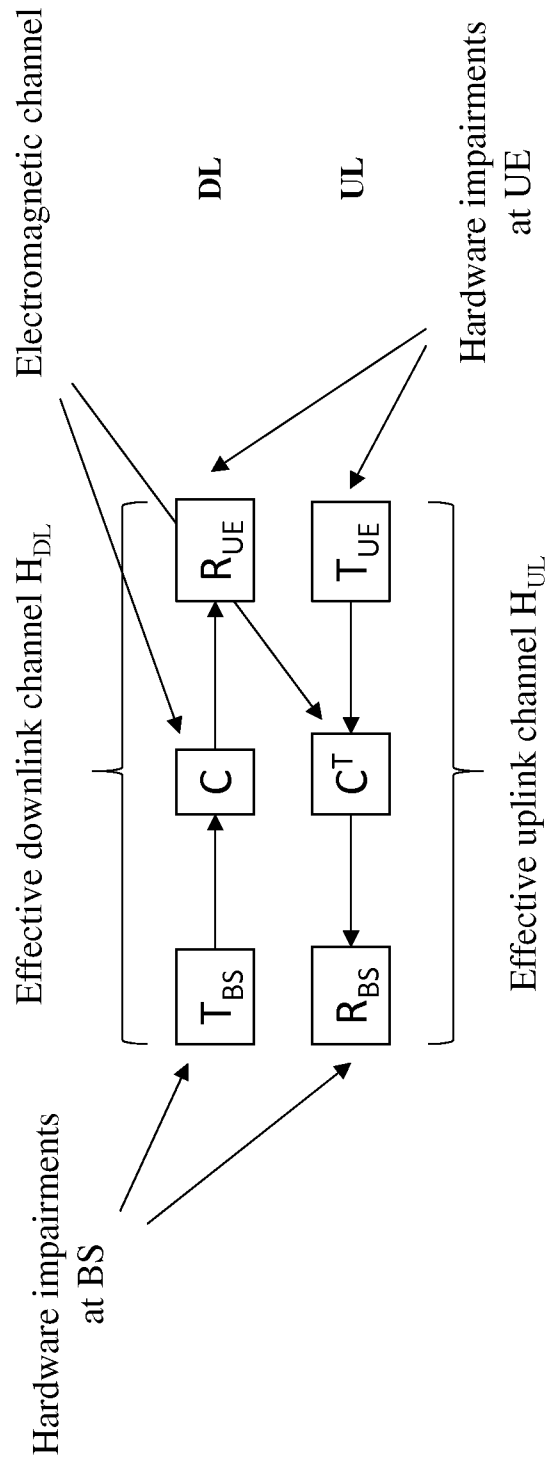 Electromagnetic channel
Effective downlink channel H_DL
Hardware impairments
at BS
T_BS
C
R_UE
DL
R_BS
C^T
T_UE
UL
Effective uplink channel H_UL
Hardware impairments
at UE